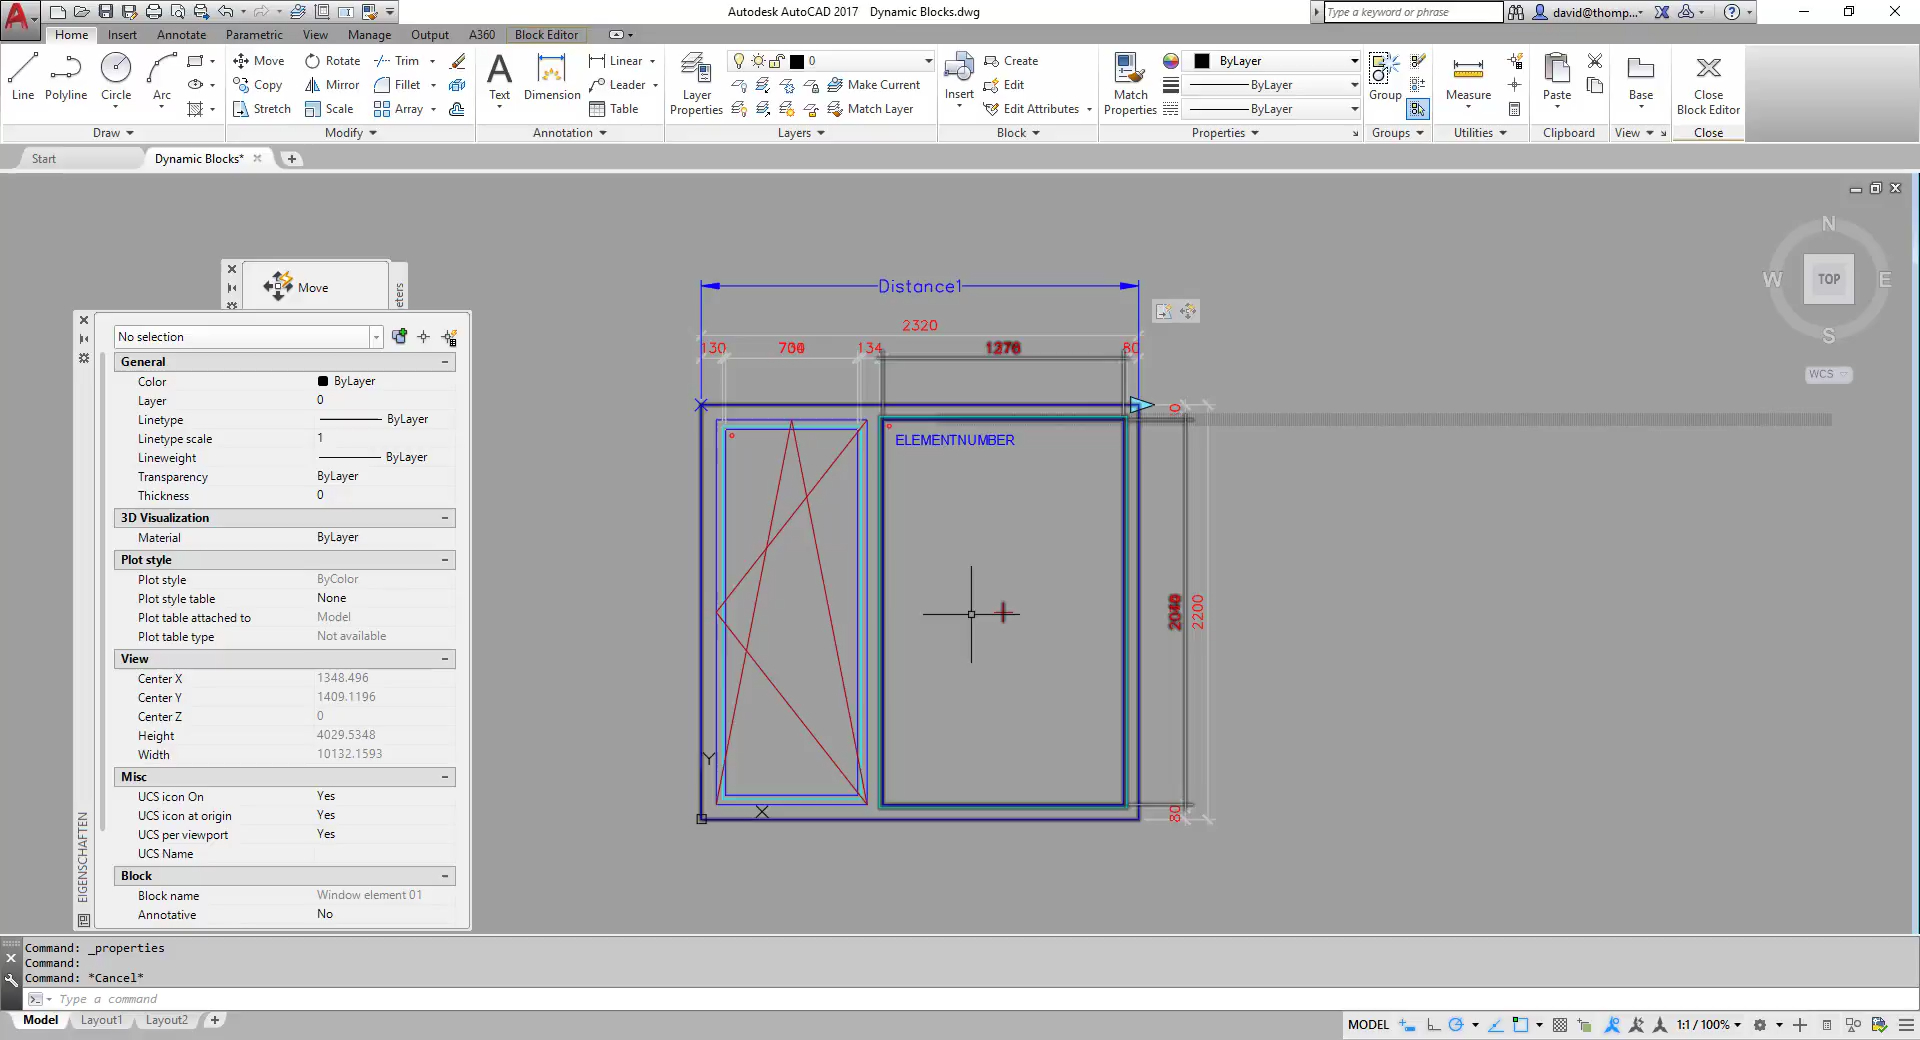 Autodesk AutoCAD 2017 Dynamic Blocks.dwg
Type a keyword or phrase
david@thomp...
Home Insert Annotate Parametric View Manage Output A360 Block Editor
Line Polyline Circle Arc
Move Rotate Trim
Copy Mirror Fillet
Stretch Scale Array
Text Dimension
Linear
Leader
Table
Layer Properties
0
Make Current
Match Layer
Insert
Create
Edit
Edit Attributes
Match Properties
ByLayer
ByLayer
ByLayer
Group
Measure
Paste
Base
Close Block Editor
Draw Modify Annotation Layers Block Properties Groups Utilities Clipboard View Close
Start Dynamic Blocks*
N
W TOP E
S
WCS
Move
eters
No selection
General
Color ByLayer
Layer 0
Linetype ByLayer
Linetype scale 1
Lineweight ByLayer
Transparency ByLayer
Thickness 0
3D Visualization
Material ByLayer
Plot style
Plot style ByColor
Plot style table None
Plot table attached to Model
Plot table type Not available
View
Center X 1348.496
Center Y 1409.1196
Center Z 0
Height 4029.5348
Width 10132.1593
Misc
UCS icon On Yes
UCS icon at origin Yes
UCS per viewport Yes
UCS Name
Block
Block name Window element 01
Annotative No
EIGENSCHAFTEN
Distance1
2320
130 134 80
ELEMENTNUMBER
2200
80
Y
X
Command: _properties
Command:
Command: *Cancel*
Type a command
Model Layout1 Layout2
MODEL 1:1 / 100%